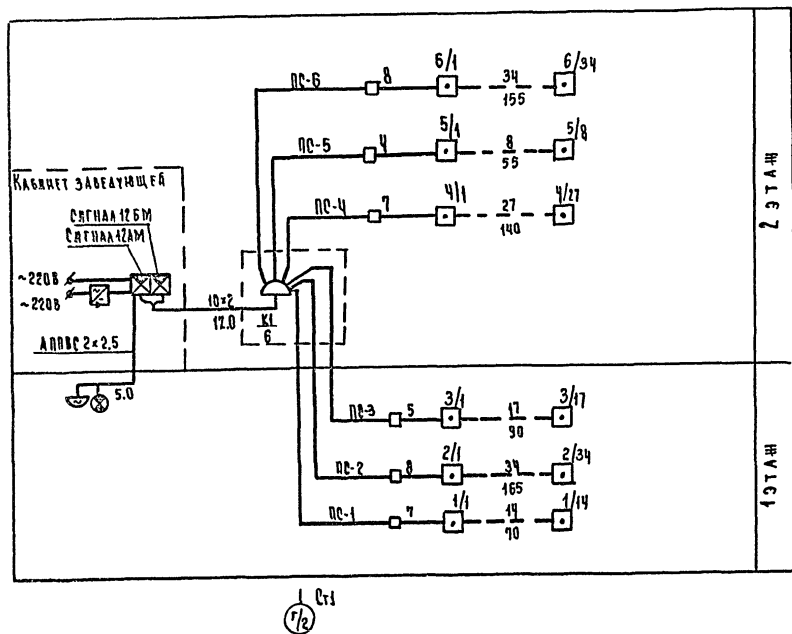 ПС-6 8 6/1 34 6/34
155
ПС-5 4 5/1 8 5/8
55
ПС-4 7 4/1 27 4/27
140
2 ЭТАЖ
КАБИНЕТ ЗАВЕДУЮЩЕЙ
СИГНАЛ 12БМ
СИГНАЛ 12АМ
~220В
~220В
10×2
12.0
К1
6
АППВС 2×2.5
5.0
ПС-3 5 3/1 17 3/17
90
ПС-2 8 2/1 34 2/34
165
ПС-1 7 1/1 14 1/14
70
1 ЭТАЖ
Ст1
Г/2